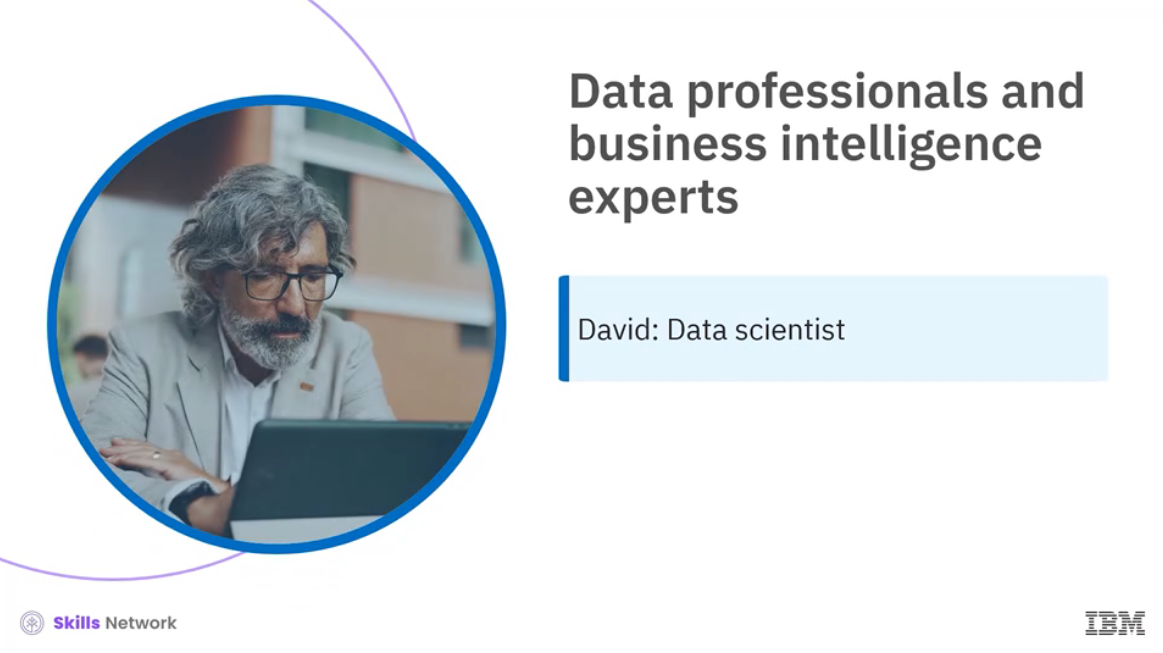 Data professionals and
business intelligence
experts
David: Data scientist
Skills Network
IBM